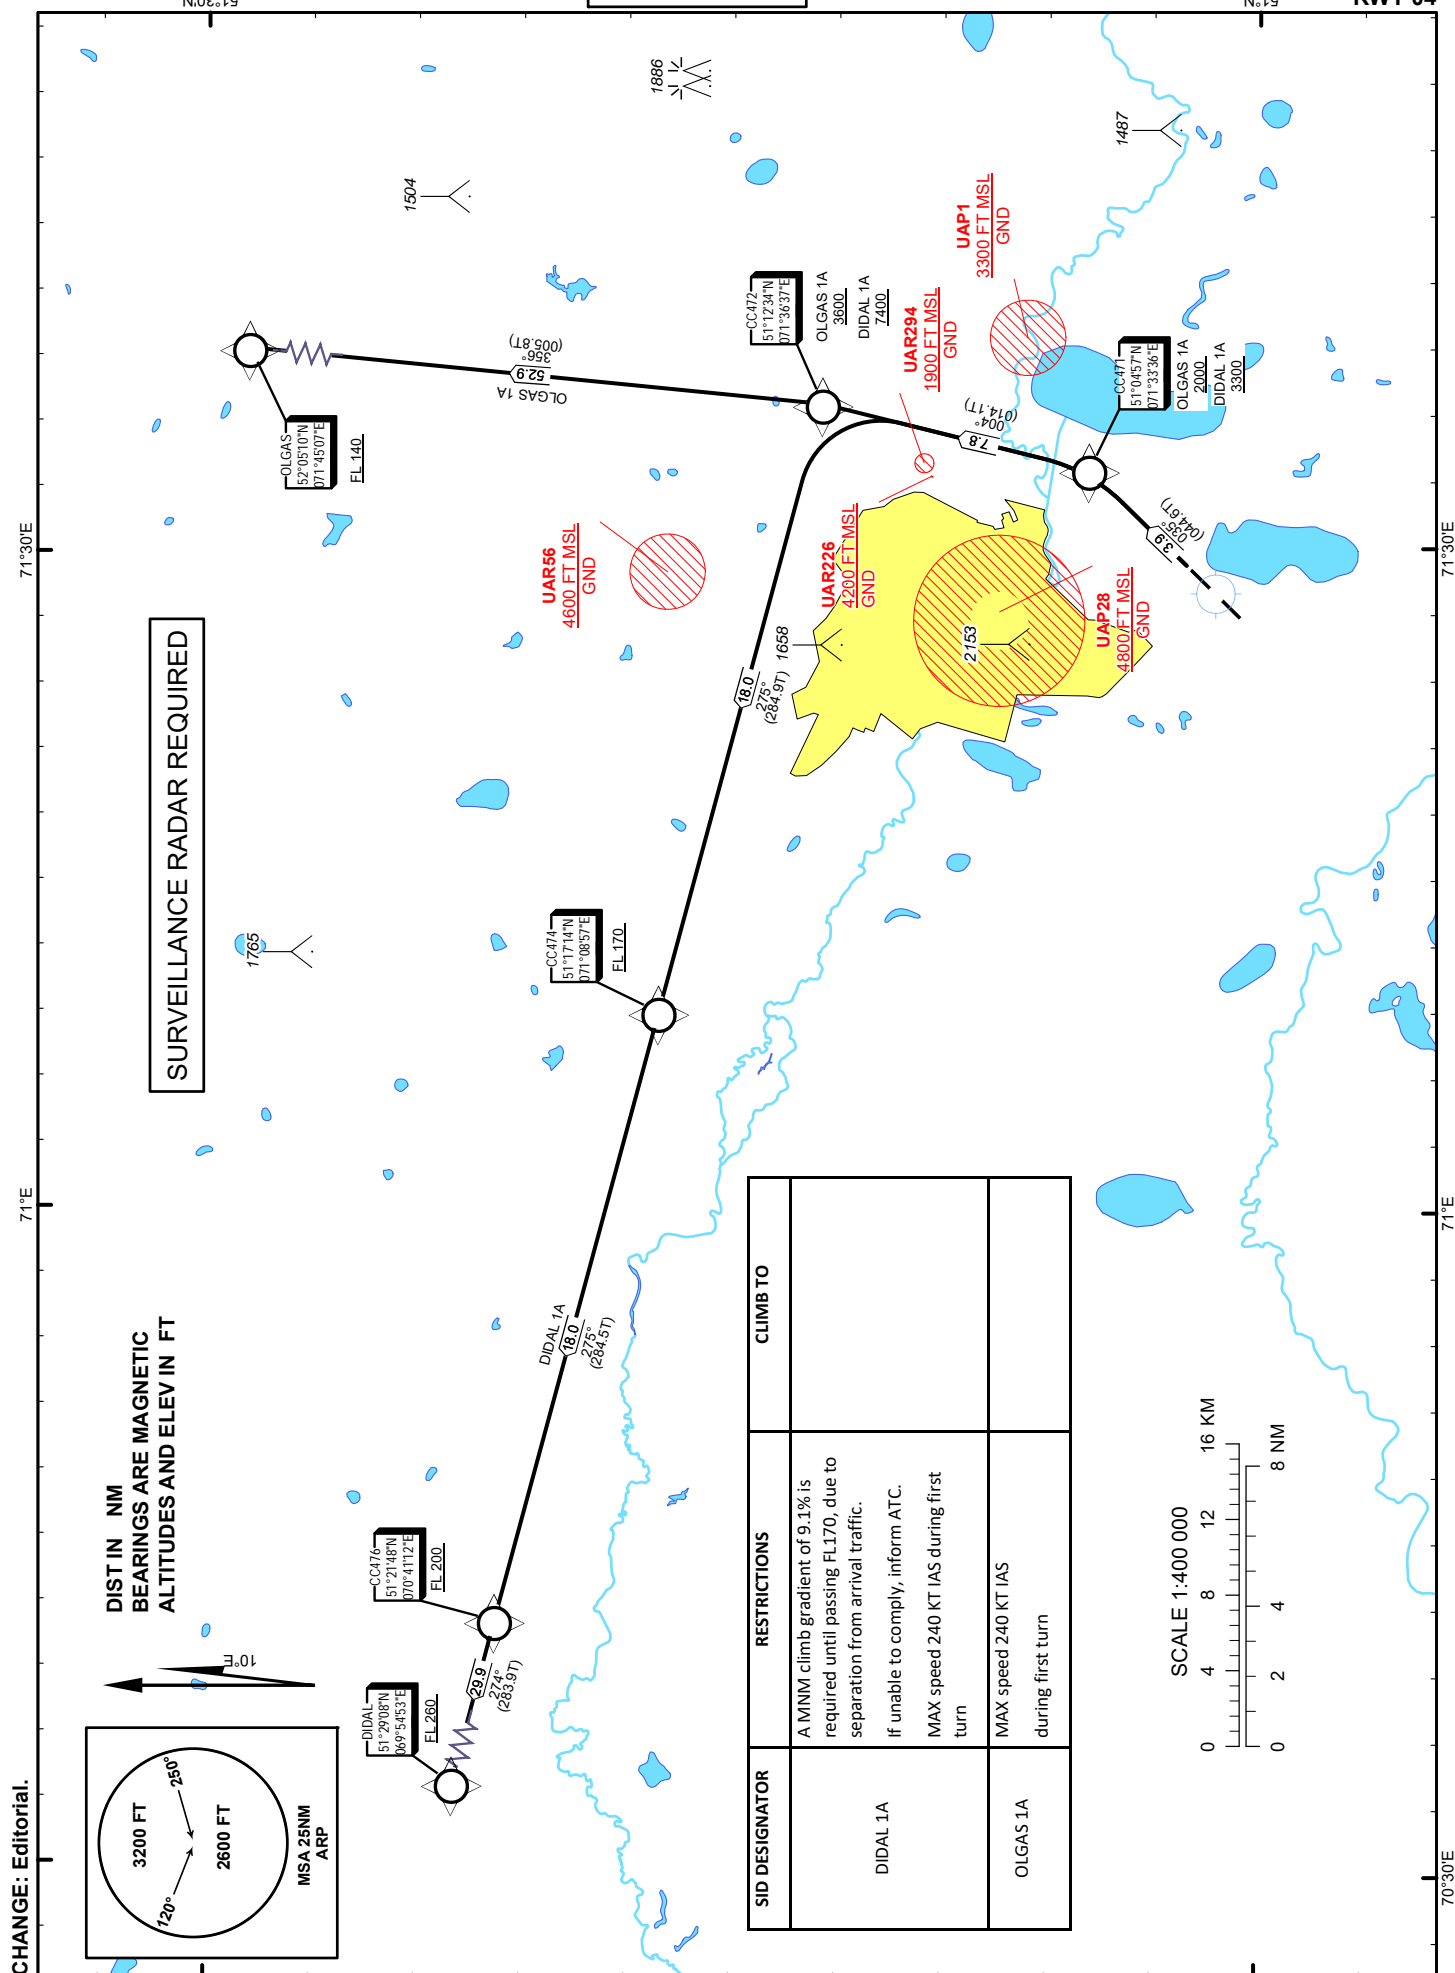 CHANGE: Editorial.
RWY 04
51°30'N
51°N
71°30'E
71°30'E
71°E
71°E
70°30'E
DIST IN NM
BEARINGS ARE MAGNETIC
ALTITUDES AND ELEV IN FT
10°E
3200 FT
2600 FT
120°
250°
MSA 25NM
ARP
SURVEILLANCE RADAR REQUIRED
DIDAL
51°29'08"N
069°54'53"E
FL 260
29.9
274°
(283.9T)
CC476
51°21'48"N
070°41'12"E
FL 200
DIDAL 1A
18.0
275°
(284.5T)
CC474
51°17'14"N
071°08'57"E
FL 170
18.0
275°
(284.9T)
OLGAS
52°05'10"N
071°45'07"E
FL 140
OLGAS 1A
52.9
356°
(005.8T)
CC472
51°12'34"N
071°36'37"E
OLGAS 1A
3600
DIDAL 1A
7400
7.8
004°
(014.1T)
CC471
51°04'57"N
071°33'36"E
OLGAS 1A
2000
DIDAL 1A
3300
3.9
035°
(044.6T)
UAR56
4600 FT MSL
GND
UAR226
4200 FT MSL
GND
UAR294
1900 FT MSL
GND
UAP1
3300 FT MSL
GND
UAP28
4800 FT MSL
GND
1765
1504
1886
1487
1658
2153
SID DESIGNATOR
RESTRICTIONS
CLIMB TO
DIDAL 1A
A MNM climb gradient of 9.1% is
required until passing FL170, due to
separation from arrival traffic.
If unable to comply, inform ATC.
MAX speed 240 KT IAS during first
turn
OLGAS 1A
MAX speed 240 KT IAS
during first turn
SCALE 1:400 000
0 4 8 12 16 KM
0 2 4 8 NM